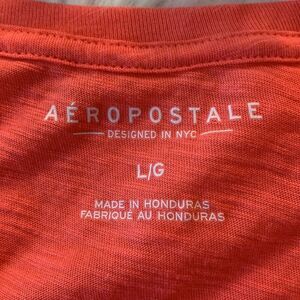 AÉROPOSTALE
DESIGNED IN NYC
L/G
MADE IN HONDURAS
FABRIQUÉ AU HONDURAS